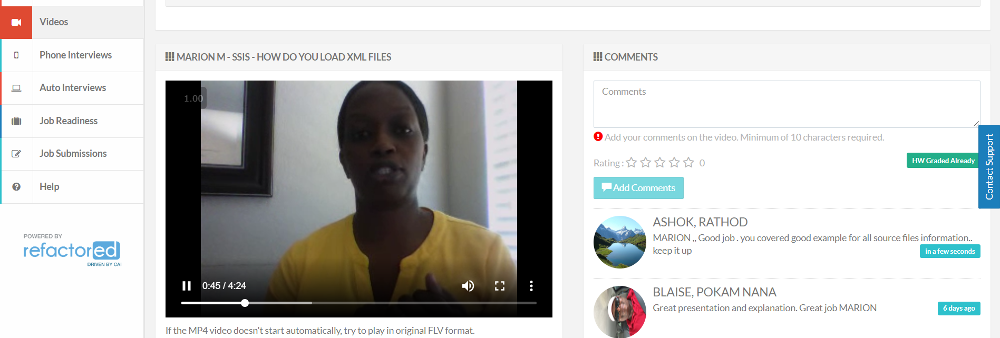 Videos
Phone Interviews
Auto Interviews
Job Readiness
Job Submissions
Help
POWERED BY
refactored
DRIVEN BY CAI
MARION M - SSIS - HOW DO YOU LOAD XML FILES
1.00
0:45 / 4:24
If the MP4 video doesn't start automatically, try to play in original FLV format.
COMMENTS
Comments
Add your comments on the video. Minimum of 10 characters required.
Rating : 0
HW Graded Already
Add Comments
Contact Support
ASHOK, RATHOD
MARION ,, Good job . you covered good example for all source files information..
keep it up
in a few seconds
BLAISE, POKAM NANA
Great presentation and explanation. Great job MARION
6 days ago